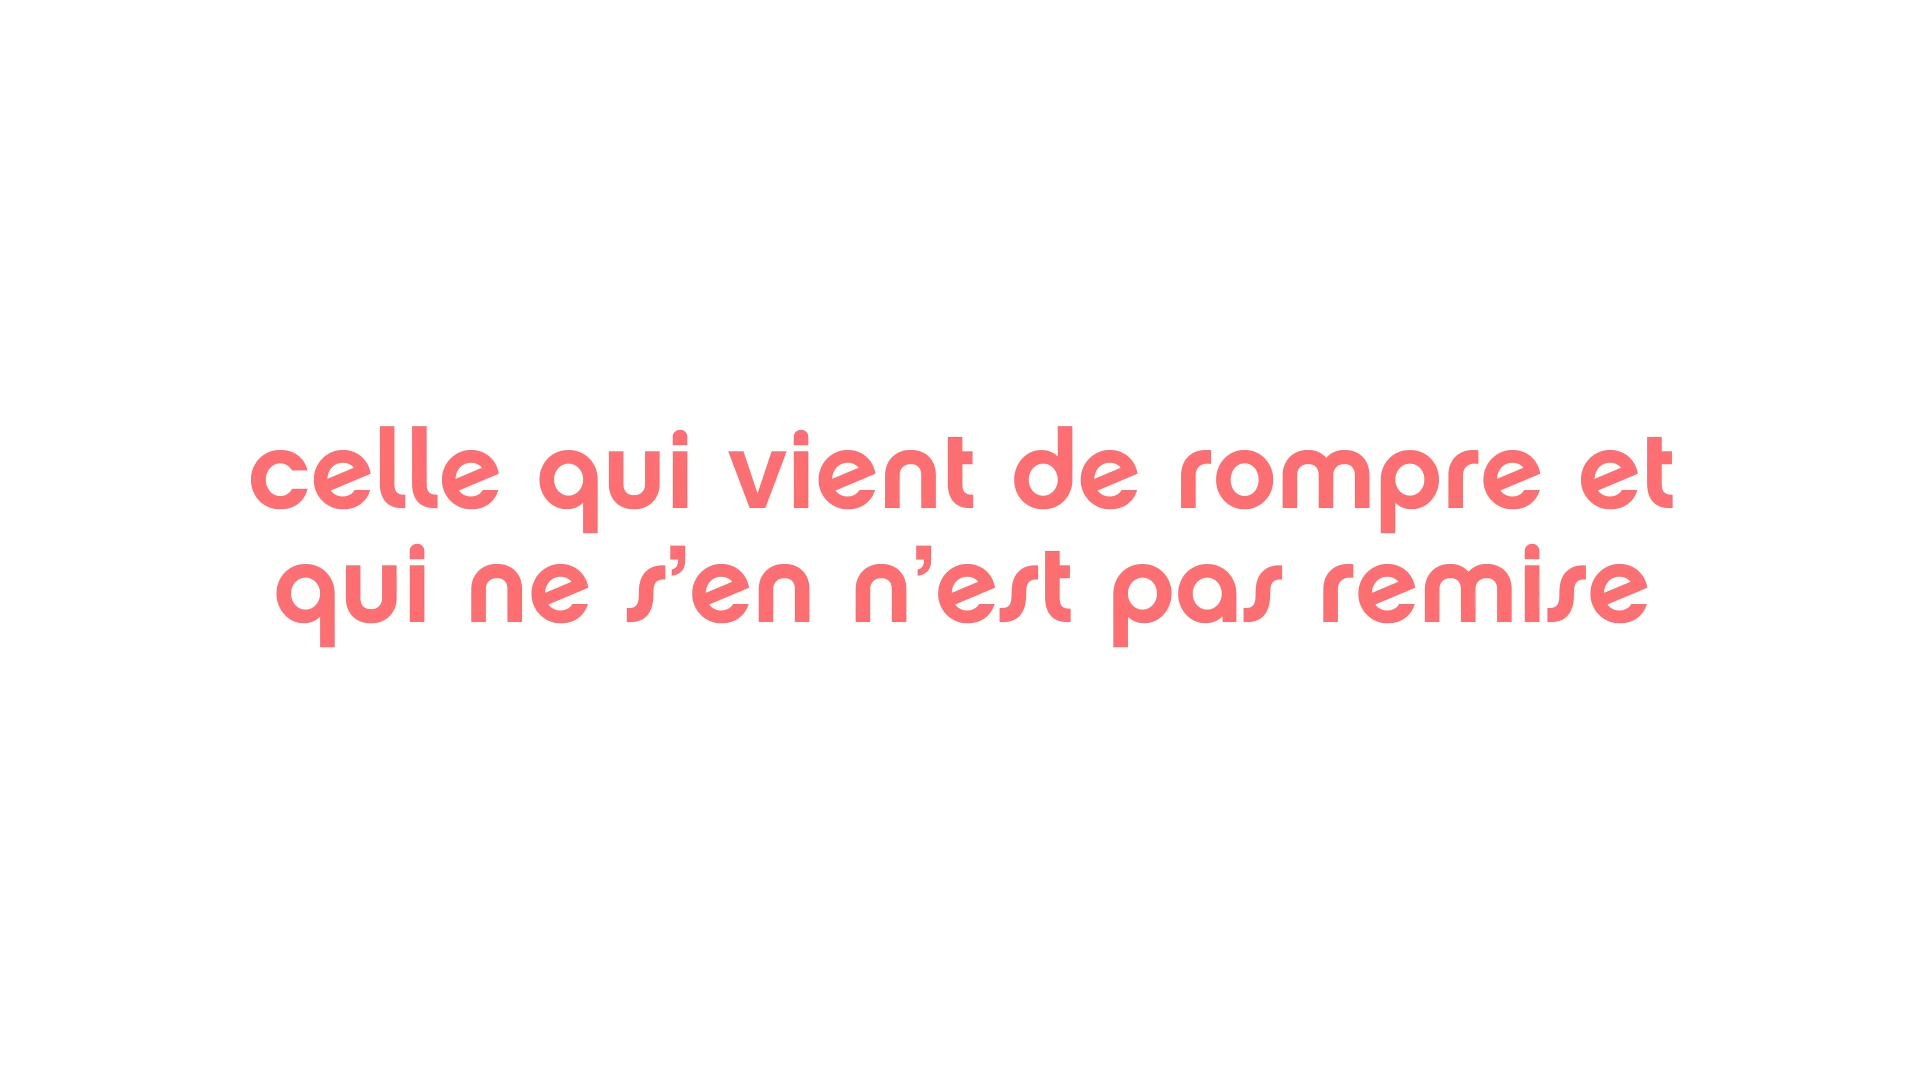 celle qui vient de rompre et
qui ne s’en n’est pas remise